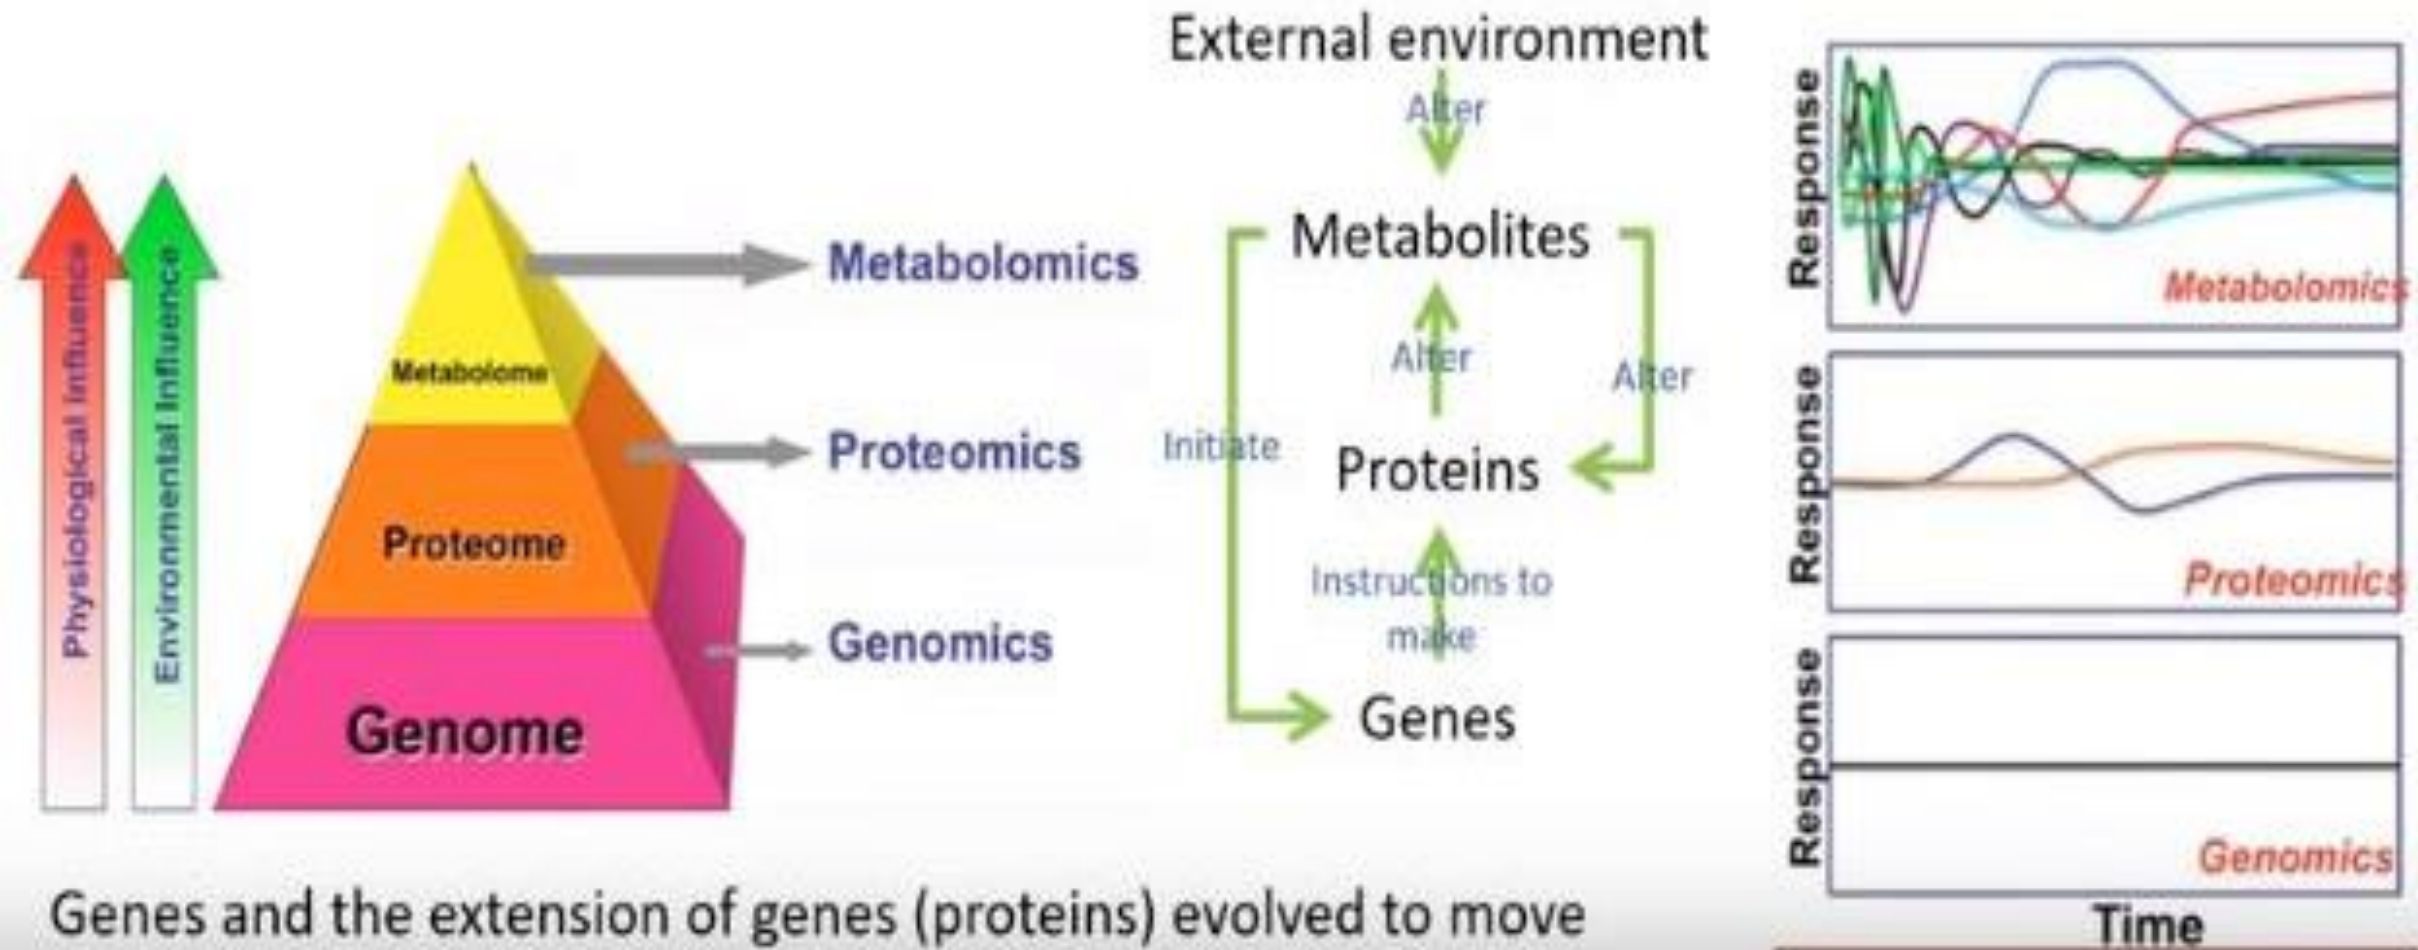 Physiological Influence
Environmental Influence
Metabolome
Proteome
Genome
Metabolomics
Proteomics
Genomics
External environment
Alter
Metabolites
Alter
Alter
Initiate
Proteins
Instructions to
make
Genes
Response
Metabolomics
Response
Proteomics
Response
Genomics
Time
Genes and the extension of genes (proteins) evolved to move